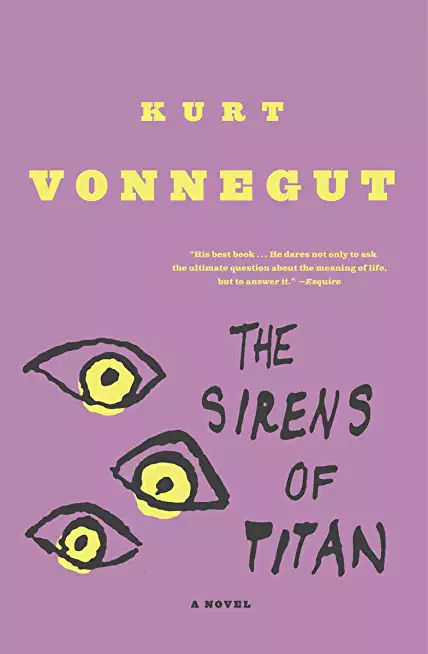 KURT
VONNEGUT
"His best book . . . He dares not only to ask
the ultimate question about the meaning of life,
but to answer it." —Esquire
THE
SIRENS
OF
TITAN
A NOVEL